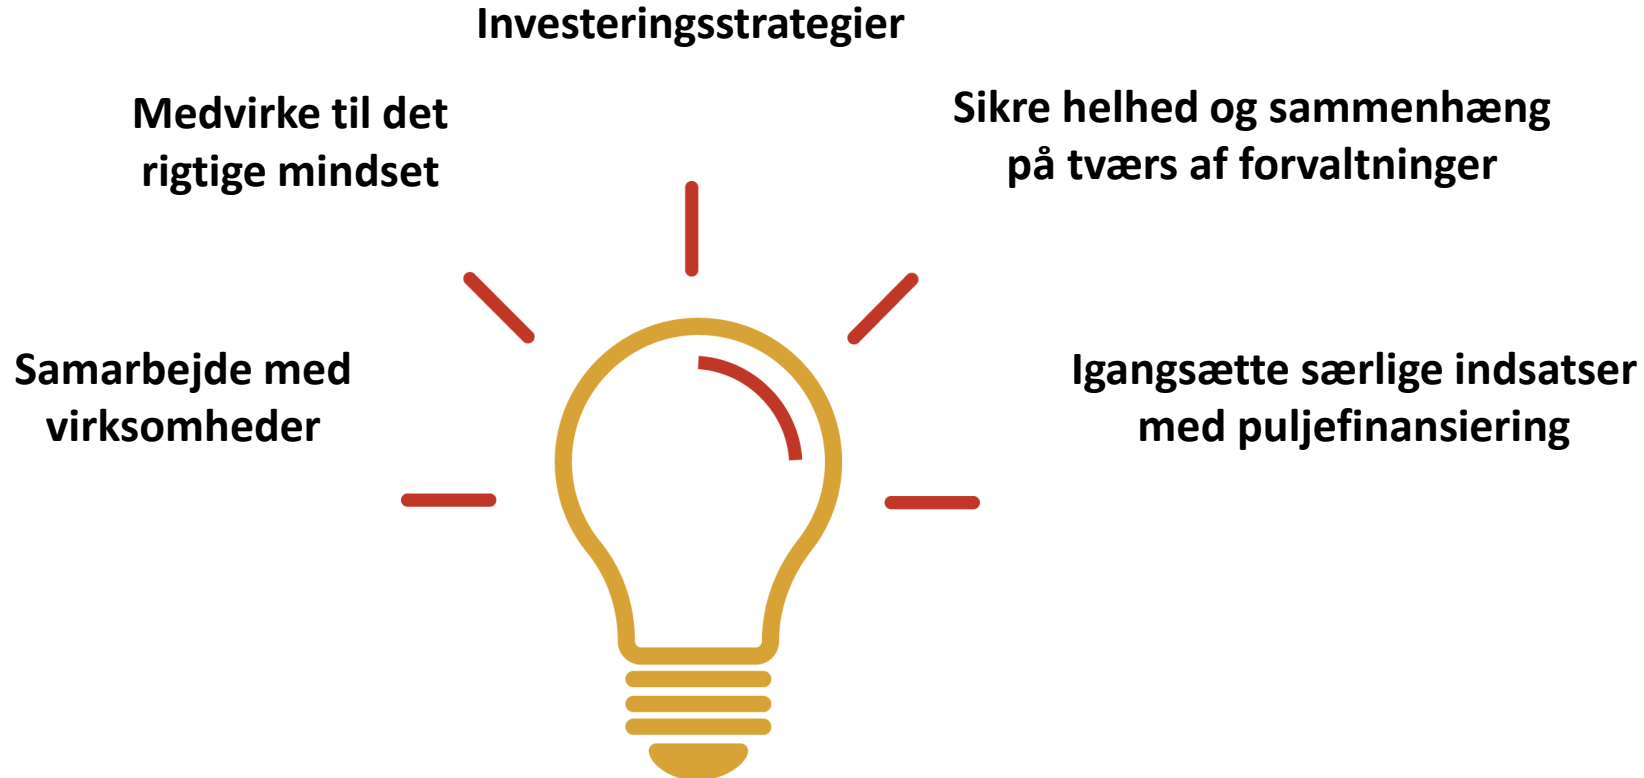 Investeringsstrategier
Medvirke til det
rigtige mindset
Sikre helhed og sammenhæng
på tværs af forvaltninger
Samarbejde med
virksomheder
Igangsætte særlige indsatser
med puljefinansiering